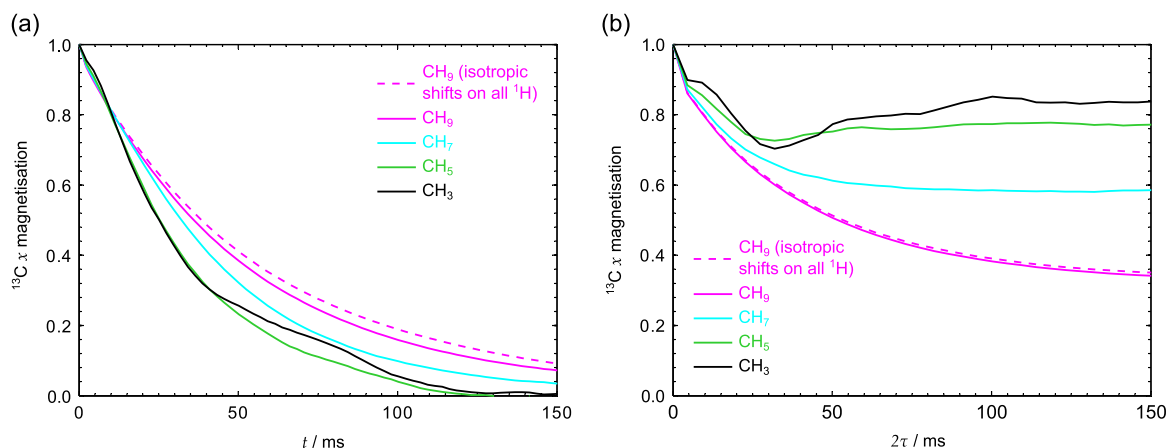 (a)
1.0
0.8
0.6
0.4
0.2
0.0
¹³C x magnetisation
CH₉ (isotropic
shifts on all ¹H)
CH₉
CH₇
CH₅
CH₃
0
50
100
150
t / ms
(b)
1.0
0.8
0.6
0.4
0.2
0.0
¹³C x magnetisation
CH₉ (isotropic
shifts on all ¹H)
CH₉
CH₇
CH₅
CH₃
0
50
100
150
2τ / ms